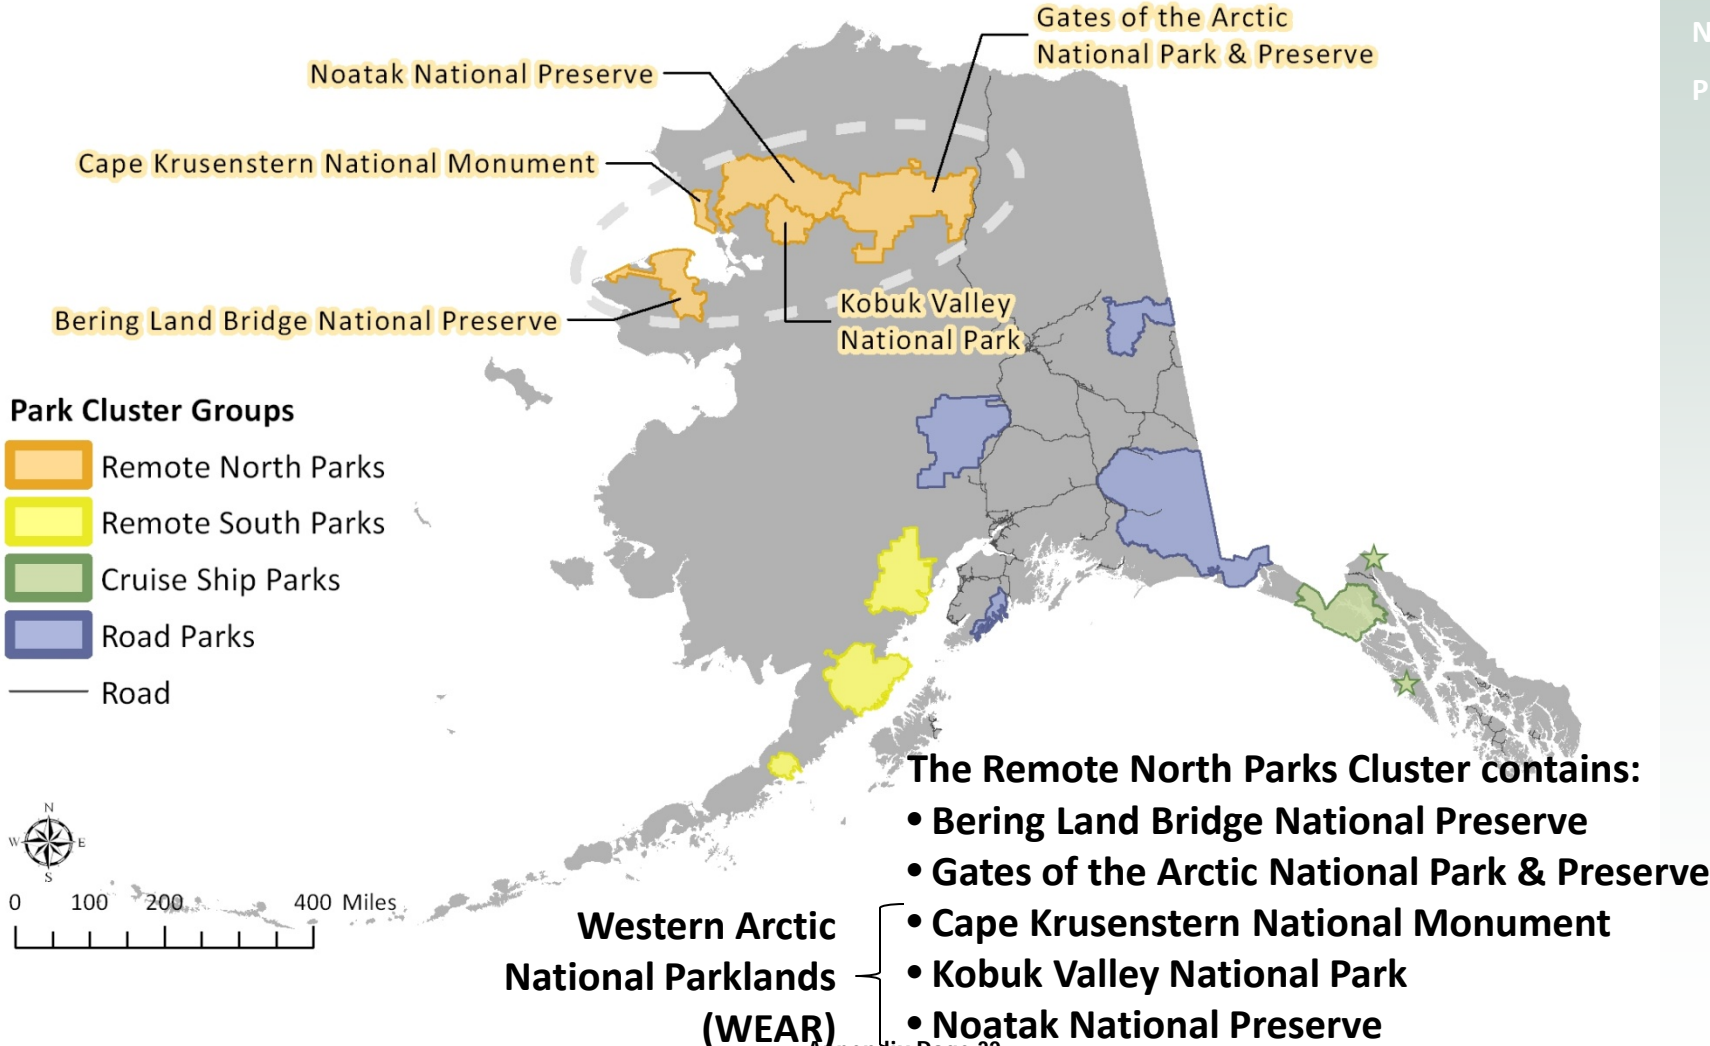 Gates of the Arctic
National Park & Preserve
Noatak National Preserve
Cape Krusenstern National Monument
Bering Land Bridge National Preserve
Kobuk Valley
National Park
Park Cluster Groups
Remote North Parks
Remote South Parks
Cruise Ship Parks
Road Parks
Road
N
W E
S
0 100 200 400 Miles
The Remote North Parks Cluster contains:
• Bering Land Bridge National Preserve
• Gates of the Arctic National Park & Preserve
• Cape Krusenstern National Monument
• Kobuk Valley National Park
• Noatak National Preserve
Western Arctic
National Parklands
(WEAR)
N
P